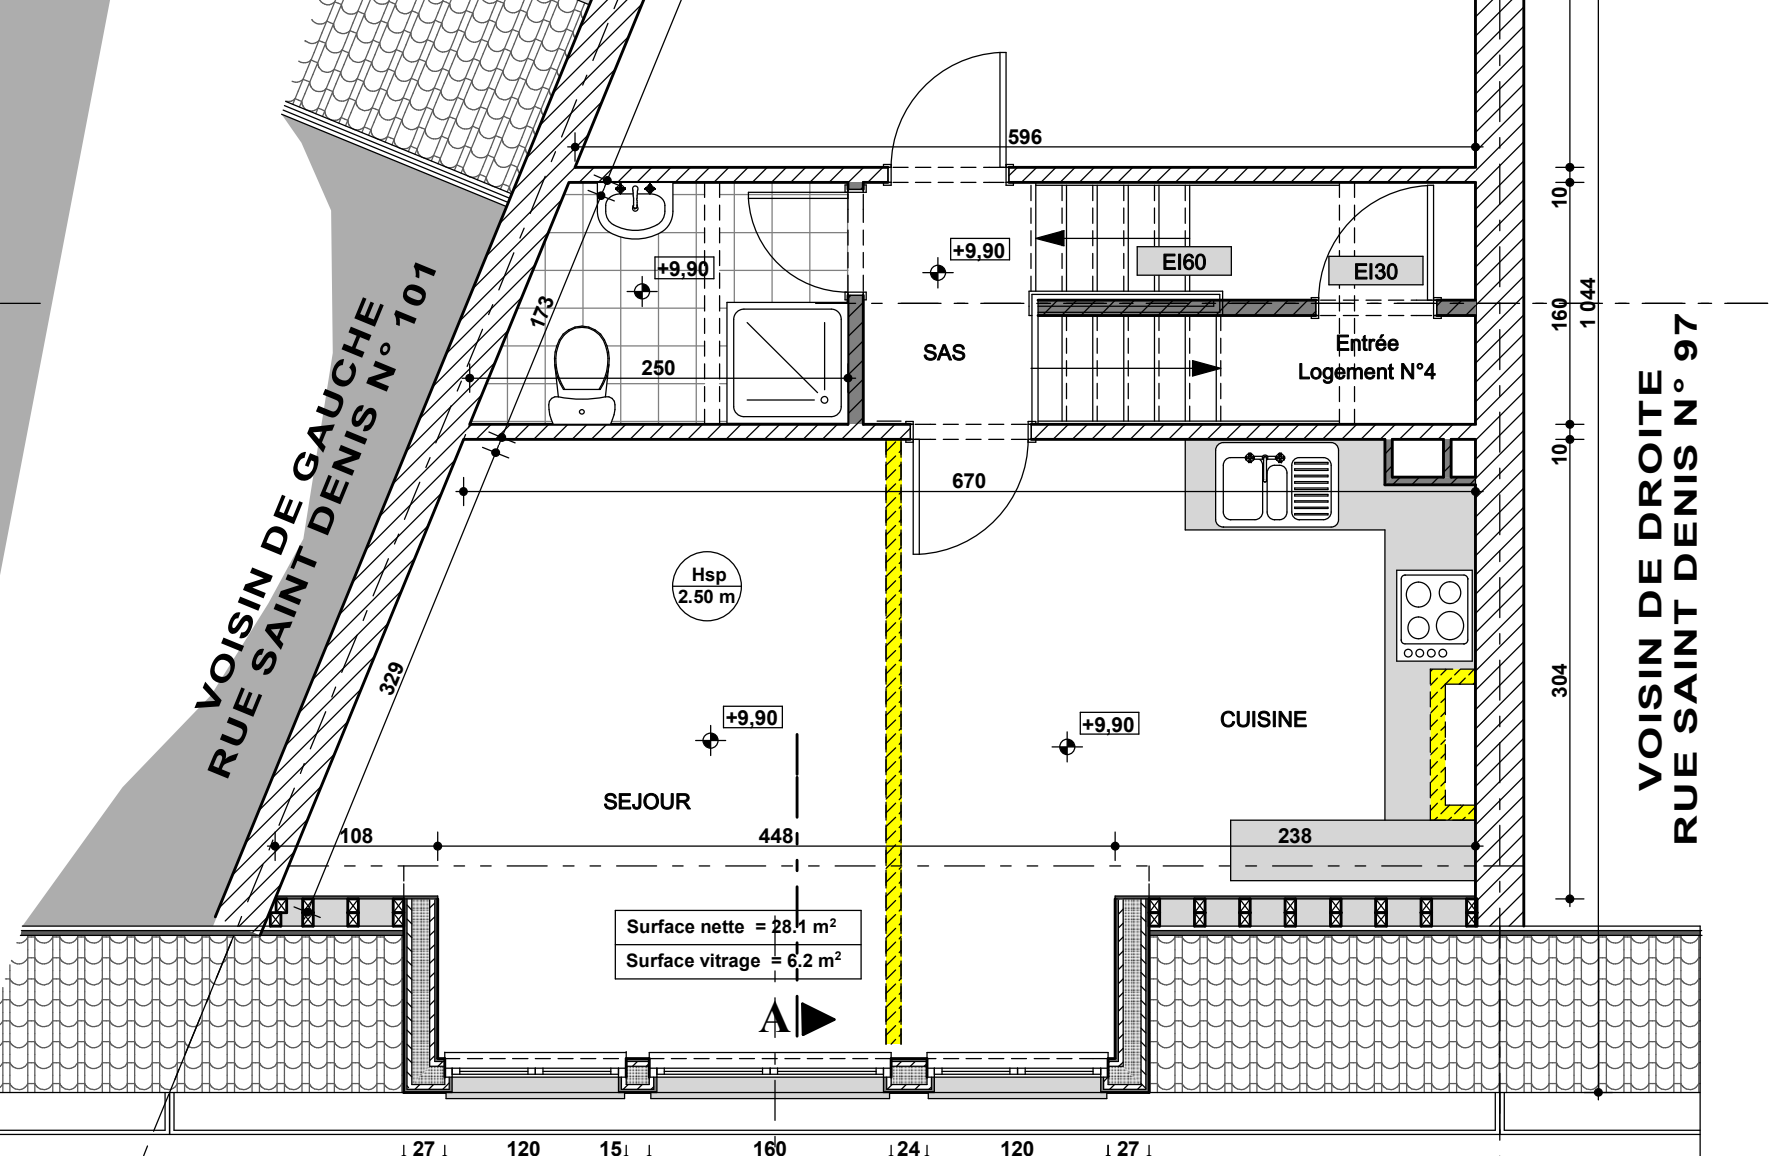 596
10
+9,90
+9,90
EI60
EI30
173
160
1 044
SAS
Entrée
Logement N°4
250
VOISIN DE GAUCHE
RUE SAINT DENIS N° 101
VOISIN DE DROITE
RUE SAINT DENIS N° 97
10
670
Hsp
2.50 m
329
304
+9,90
+9,90
CUISINE
SEJOUR
108
448
238
Surface nette = 28.1 m²
Surface vitrage = 6.2 m²
A
27
120
15
160
24
120
27